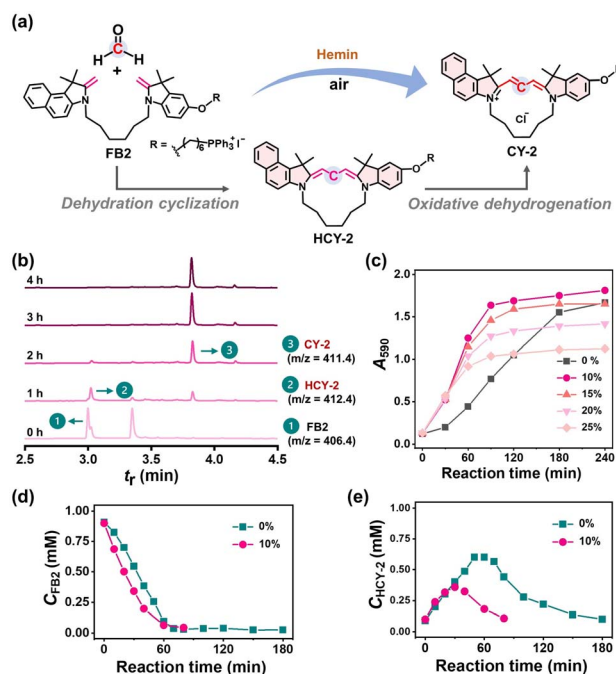 (a)
O
H C H
+
Hemin
air
N N
O R
FB2
R = ( )6 PPh3+ I−
C
N+ N
O R
Cl−
CY-2
Dehydration cyclization
C
N N
O-R
HCY-2
Oxidative dehydrogenation
(b)
4 h
3 h
2 h
1 h
0 h
1
2
3
3 CY-2
(m/z = 411.4)
2 HCY-2
(m/z = 412.4)
1 FB2
(m/z = 406.4)
2.5 3.0 3.5 4.0 4.5
tr (min)
(c)
A590
2.0
1.5
1.0
0.5
0.0
0 %
10%
15%
20%
25%
0 30 60 90 120 150 180 210 240
Reaction time (min)
(d)
CFB2 (mM)
1.00
0.75
0.50
0.25
0.00
0%
10%
0 60 120 180
Reaction time (min)
(e)
CHCY-2 (mM)
1.00
0.75
0.50
0.25
0.00
0%
10%
0 60 120 180
Reaction time (min)